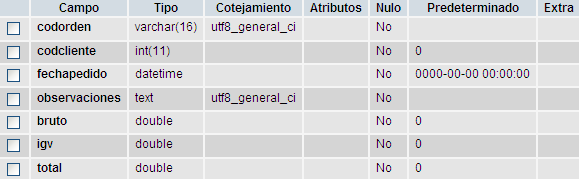 Campo Tipo Cotejamiento Atributos Nulo Predeterminado Extra
codorden varchar(16) utf8_general_ci No
codcliente int(11) No 0
fechapedido datetime No 0000-00-00 00:00:00
observaciones text utf8_general_ci No
bruto double No 0
igv double No 0
total double No 0